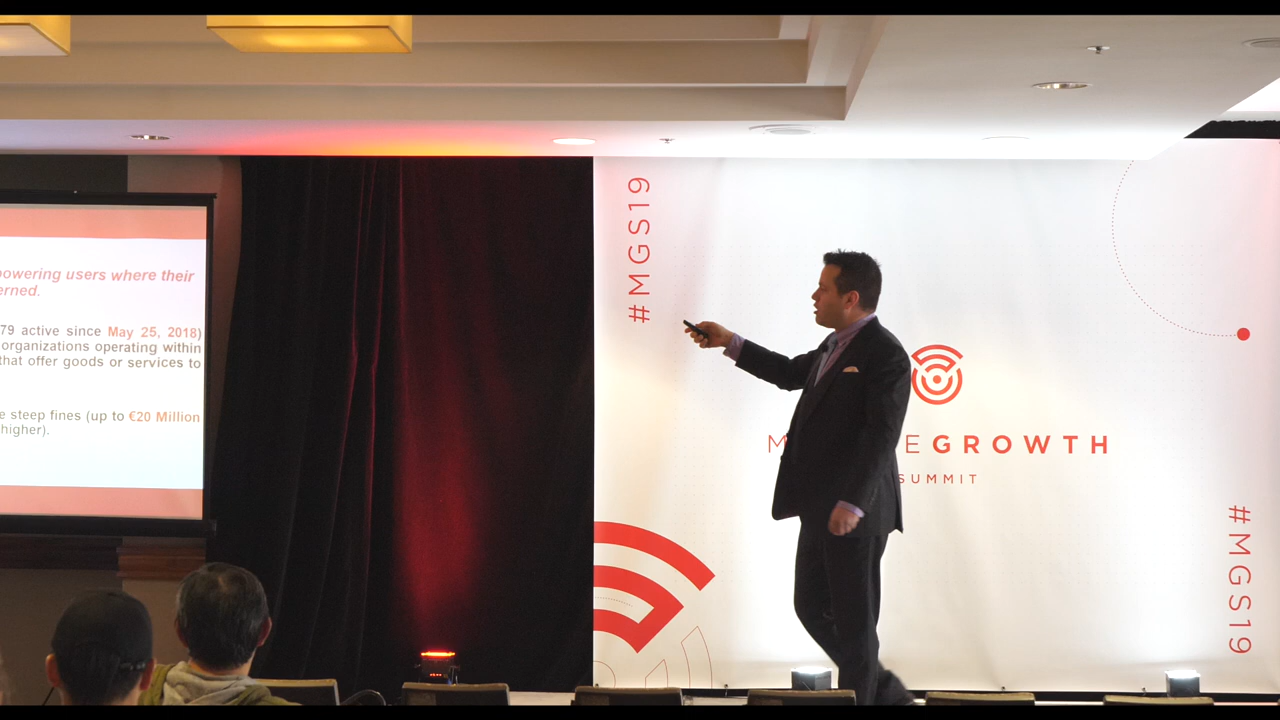 powering users where their
erned.
79 active since May 25, 2018)
organizations operating within
that offer goods or services to
e steep fines (up to €20 Million
higher).
#MGS19
M E GROWTH
SUMMIT
#MGS19